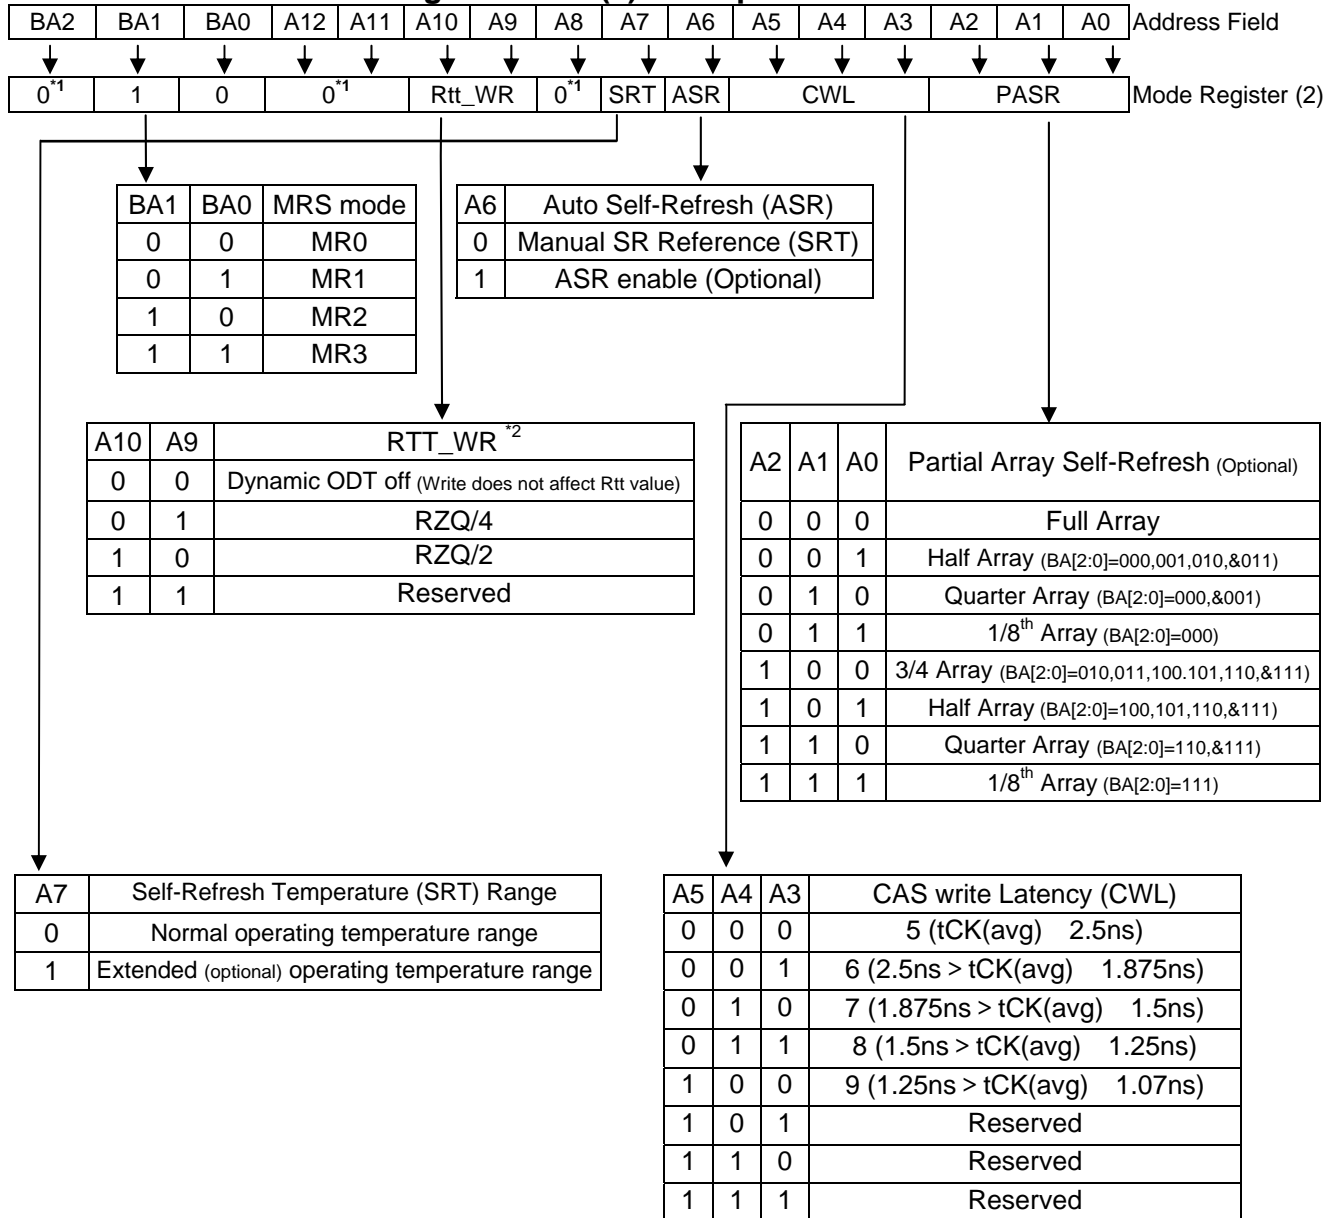 BA2 BA1 BA0 A12 A11 A10 A9 A8 A7 A6 A5 A4 A3 A2 A1 A0 Address Field
0*1 1 0 0*1 Rtt_WR 0*1 SRT ASR CWL PASR Mode Register (2)
BA1 BA0 MRS mode
0 0 MR0
0 1 MR1
1 0 MR2
1 1 MR3
A6 Auto Self-Refresh (ASR)
0 Manual SR Reference (SRT)
1 ASR enable (Optional)
A10 A9 RTT_WR *2
0 0 Dynamic ODT off (Write does not affect Rtt value)
0 1 RZQ/4
1 0 RZQ/2
1 1 Reserved
A2 A1 A0 Partial Array Self-Refresh (Optional)
0 0 0 Full Array
0 0 1 Half Array (BA[2:0]=000,001,010,&011)
0 1 0 Quarter Array (BA[2:0]=000,&001)
0 1 1 1/8th Array (BA[2:0]=000)
1 0 0 3/4 Array (BA[2:0]=010,011,100.101,110,&111)
1 0 1 Half Array (BA[2:0]=100,101,110,&111)
1 1 0 Quarter Array (BA[2:0]=110,&111)
1 1 1 1/8th Array (BA[2:0]=111)
A7 Self-Refresh Temperature (SRT) Range
0 Normal operating temperature range
1 Extended (optional) operating temperature range
A5 A4 A3 CAS write Latency (CWL)
0 0 0 5 (tCK(avg) 2.5ns)
0 0 1 6 (2.5ns > tCK(avg) 1.875ns)
0 1 0 7 (1.875ns > tCK(avg) 1.5ns)
0 1 1 8 (1.5ns > tCK(avg) 1.25ns)
1 0 0 9 (1.25ns > tCK(avg) 1.07ns)
1 0 1 Reserved
1 1 0 Reserved
1 1 1 Reserved